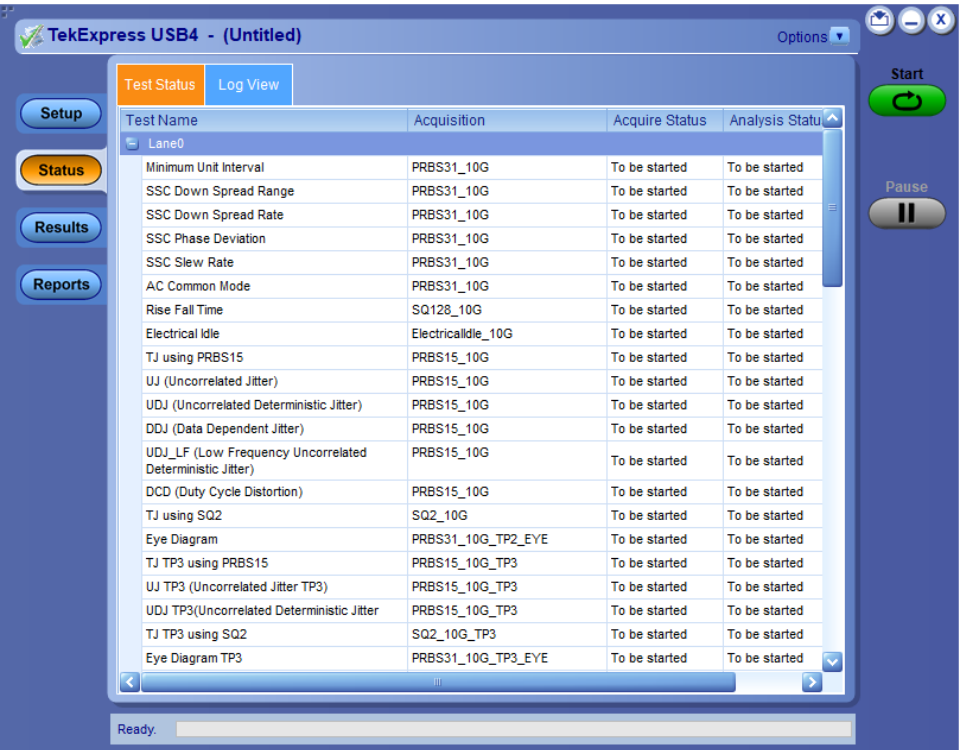 TekExpress USB4 - (Untitled)
Options
Start
Pause
Setup
Status
Results
Reports
Test Status Log View
Test Name Acquisition Acquire Status Analysis Statu
Lane0
Minimum Unit Interval PRBS31_10G To be started To be started
SSC Down Spread Range PRBS31_10G To be started To be started
SSC Down Spread Rate PRBS31_10G To be started To be started
SSC Phase Deviation PRBS31_10G To be started To be started
SSC Slew Rate PRBS31_10G To be started To be started
AC Common Mode PRBS31_10G To be started To be started
Rise Fall Time SQ128_10G To be started To be started
Electrical Idle ElectricalIdle_10G To be started To be started
TJ using PRBS15 PRBS15_10G To be started To be started
UJ (Uncorrelated Jitter) PRBS15_10G To be started To be started
UDJ (Uncorrelated Deterministic Jitter) PRBS15_10G To be started To be started
DDJ (Data Dependent Jitter) PRBS15_10G To be started To be started
UDJ_LF (Low Frequency Uncorrelated PRBS15_10G To be started To be started
Deterministic Jitter)
DCD (Duty Cycle Distortion) PRBS15_10G To be started To be started
TJ using SQ2 SQ2_10G To be started To be started
Eye Diagram PRBS31_10G_TP2_EYE To be started To be started
TJ TP3 using PRBS15 PRBS15_10G_TP3 To be started To be started
UJ TP3 (Uncorrelated Jitter TP3) PRBS15_10G_TP3 To be started To be started
UDJ TP3(Uncorrelated Deterministic Jitter PRBS15_10G_TP3 To be started To be started
TJ TP3 using SQ2 SQ2_10G_TP3 To be started To be started
Eye Diagram TP3 PRBS31_10G_TP3_EYE To be started To be started
Ready.